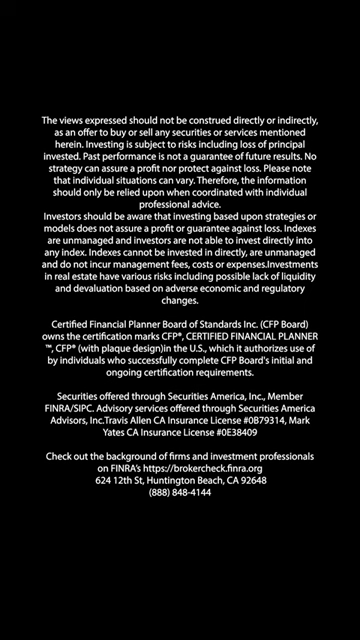 The views expressed should not be construed directly or indirectly,
as an offer to buy or sell any securities or services mentioned
herein. Investing is subject to risks including loss of principal
invested. Past performance is not a guarantee of future results. No
strategy can assure a profit nor protect against loss. Please note
that individual situations can vary. Therefore, the information
should only be relied upon when coordinated with individual
professional advice.
Investors should be aware that investing based upon strategies or
models does not assure a profit or guarantee against loss. Indexes
are unmanaged and investors are not able to invest directly into
any index. Indexes cannot be invested in directly, are unmanaged
and do not incur management fees, costs or expenses.Investments
in real estate have various risks including possible lack of liquidity
and devaluation based on adverse economic and regulatory
changes.
Certified Financial Planner Board of Standards Inc. (CFP Board)
owns the certification marks CFP®, CERTIFIED FINANCIAL PLANNER
™, CFP® (with plaque design)in the U.S., which it authorizes use of
by individuals who successfully complete CFP Board's initial and
ongoing certification requirements.
Securities offered through Securities America, Inc., Member
FINRA/SIPC. Advisory services offered through Securities America
Advisors, Inc.Travis Allen CA Insurance License #0B79314, Mark
Yates CA Insurance License #0E38409
Check out the background of firms and investment professionals
on FINRA's https://brokercheck.finra.org
624 12th St, Huntington Beach, CA 92648
(888) 848-4144